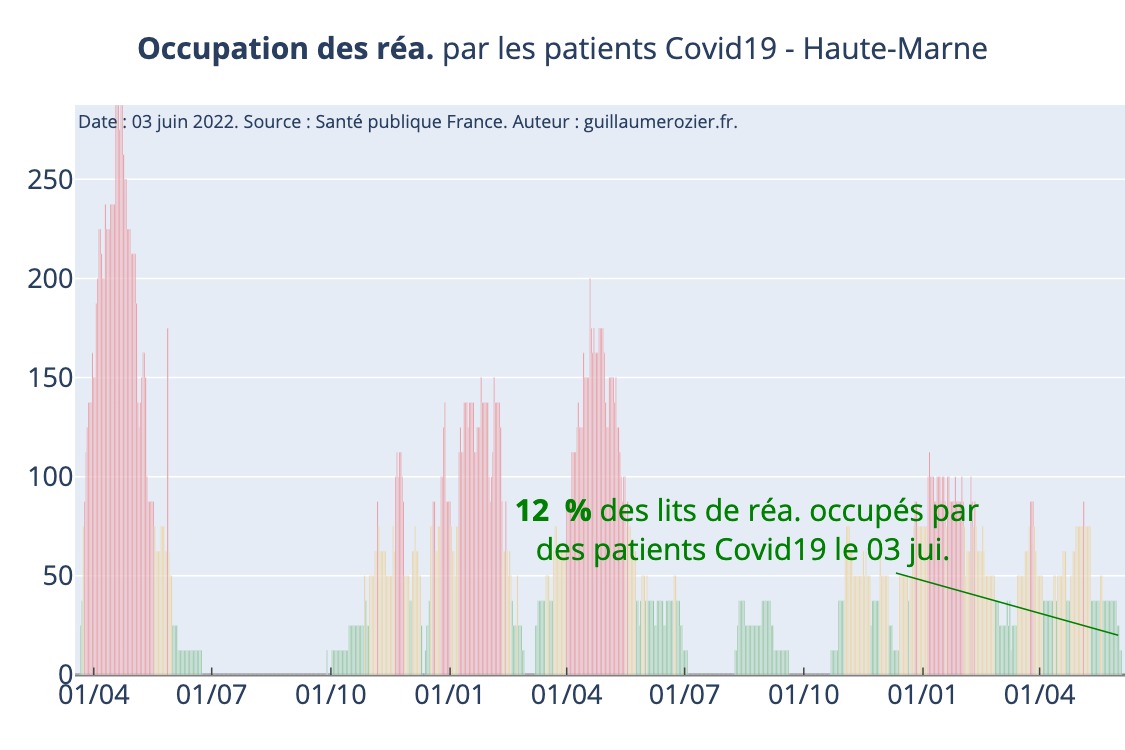 Occupation des réa. par les patients Covid19 - Haute-Marne
Date : 03 juin 2022. Source : Santé publique France. Auteur : guillaumerozier.fr.
250
200
150
100
50
0
12 % des lits de réa. occupés par
des patients Covid19 le 03 jui.
01/04 01/07 01/10 01/01 01/04 01/07 01/10 01/01 01/04